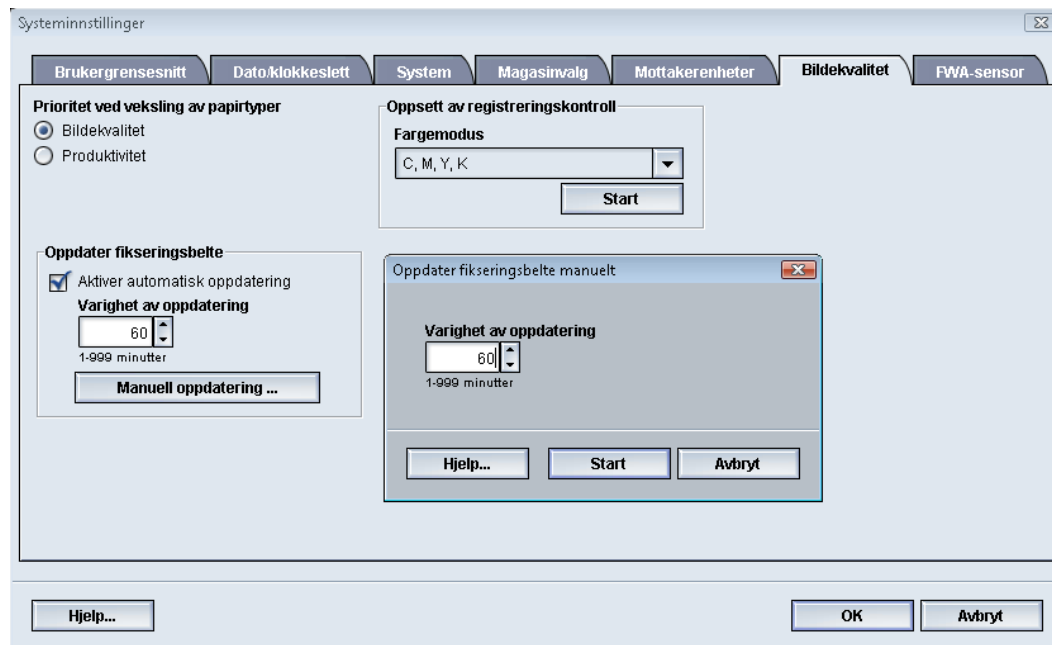 Systeminnstillinger
Brukergrensesnitt
Dato/klokkeslett
System
Magasinvalg
Mottakerenheter
Bildekvalitet
FWA-sensor
Prioritet ved veksling av papirtyper
Bildekvalitet
Produktivitet
Oppsett av registreringskontroll
Fargemodus
C, M, Y, K
Start
Oppdater fikseringsbelte
Aktiver automatisk oppdatering
Varighet av oppdatering
60
1-999 minutter
Manuell oppdatering ...
Oppdater fikseringsbelte manuelt
Varighet av oppdatering
60
1-999 minutter
Hjelp...
Start
Avbryt
Hjelp...
OK
Avbryt